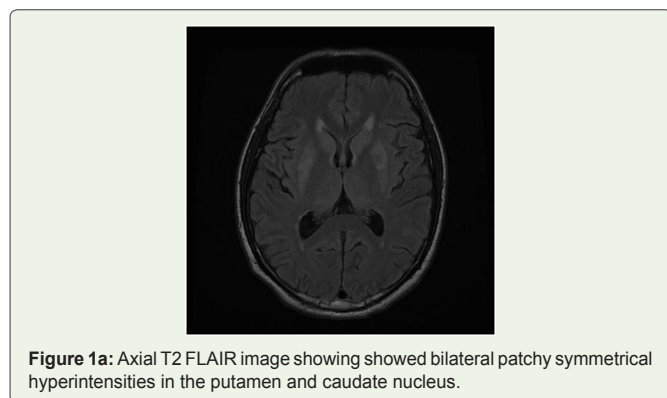 Figure 1a: Axial T2 FLAIR image showing showed bilateral patchy symmetrical
hyperintensities in the putamen and caudate nucleus.